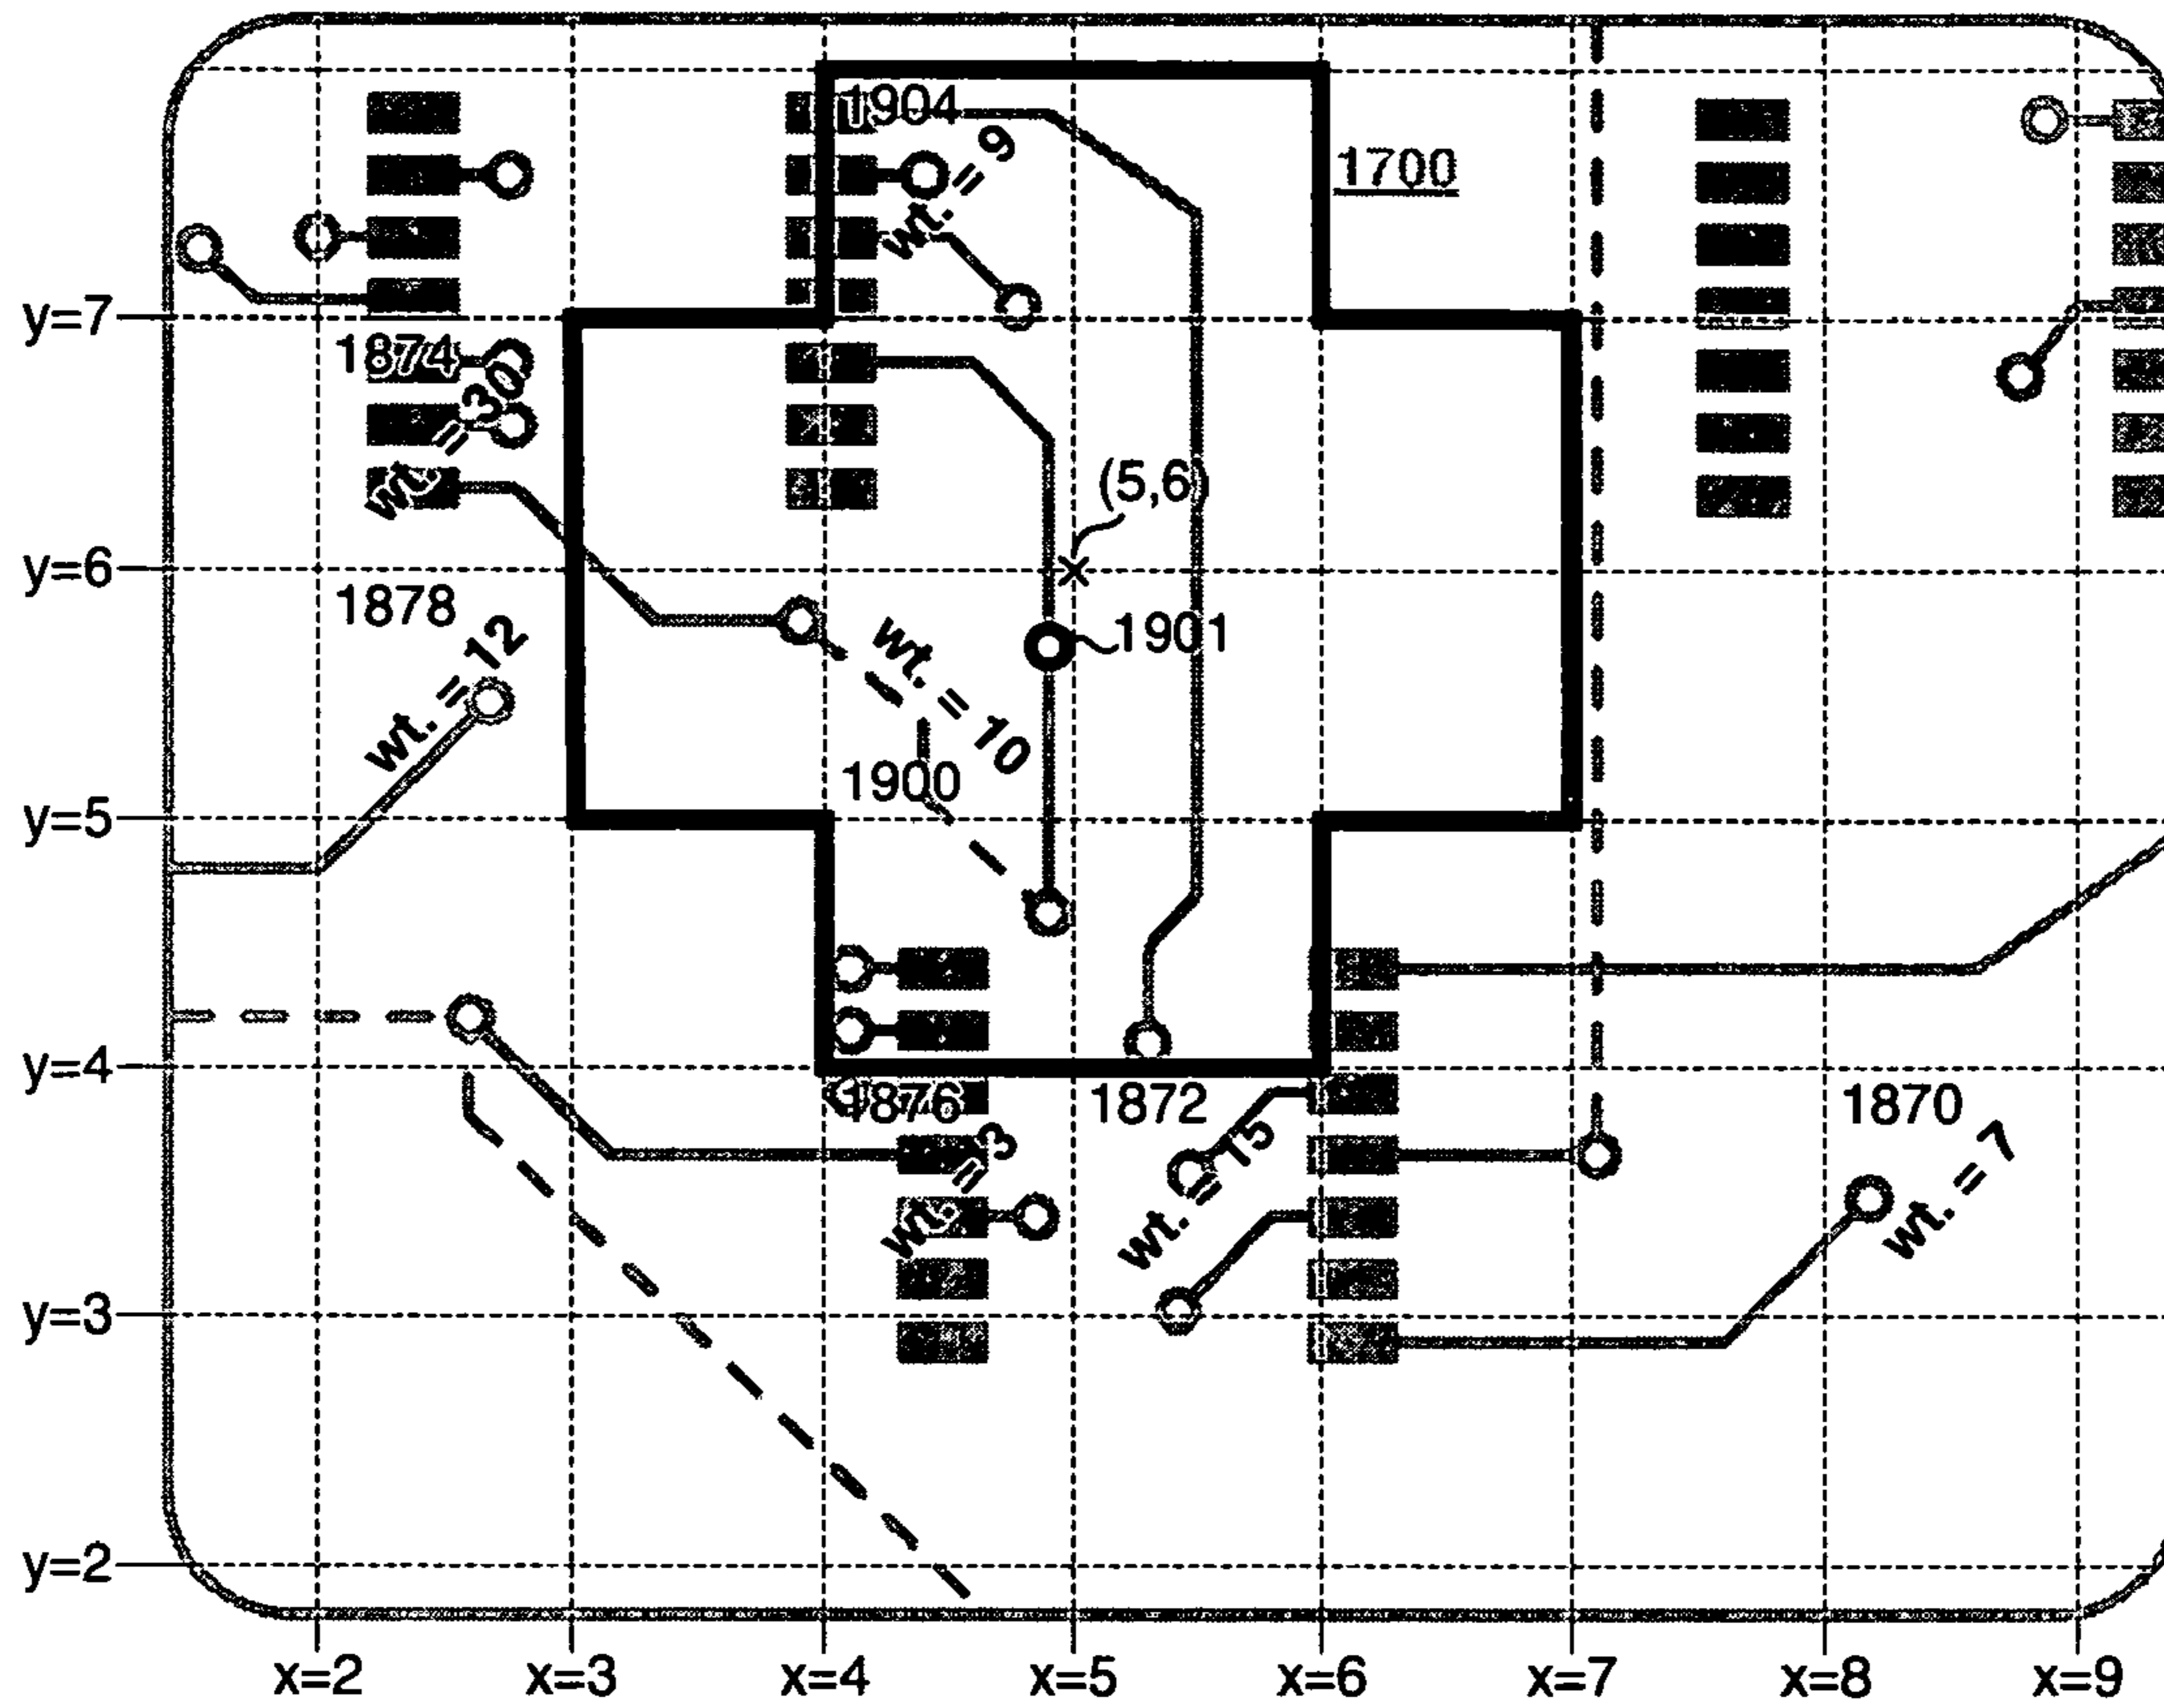 1904
wt. = 9
1700
y=7
1874
wt. = 30
(5,6)
y=6
1878
1901
wt. = 12
wt. = 10
1900
y=5
y=4
1876
1872
1870
wt. = 3
wt. = 15
wt. = 7
y=3
y=2
x=2 x=3 x=4 x=5 x=6 x=7 x=8 x=9